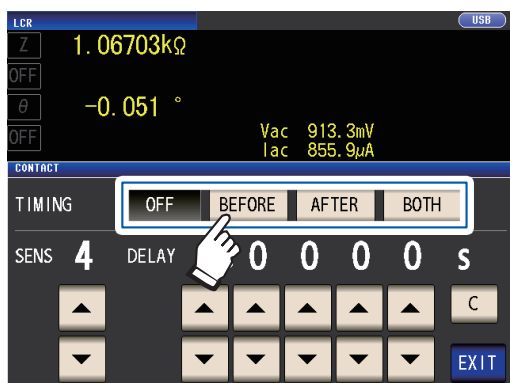 LCR USB
Z 1.06703kΩ
OFF
θ -0.051 °
OFF Vac 913.3mV
Iac 855.9μA
CONTACT
TIMING OFF BEFORE AFTER BOTH
SENS 4 DELAY 0 0 0 0 s
C
EXIT